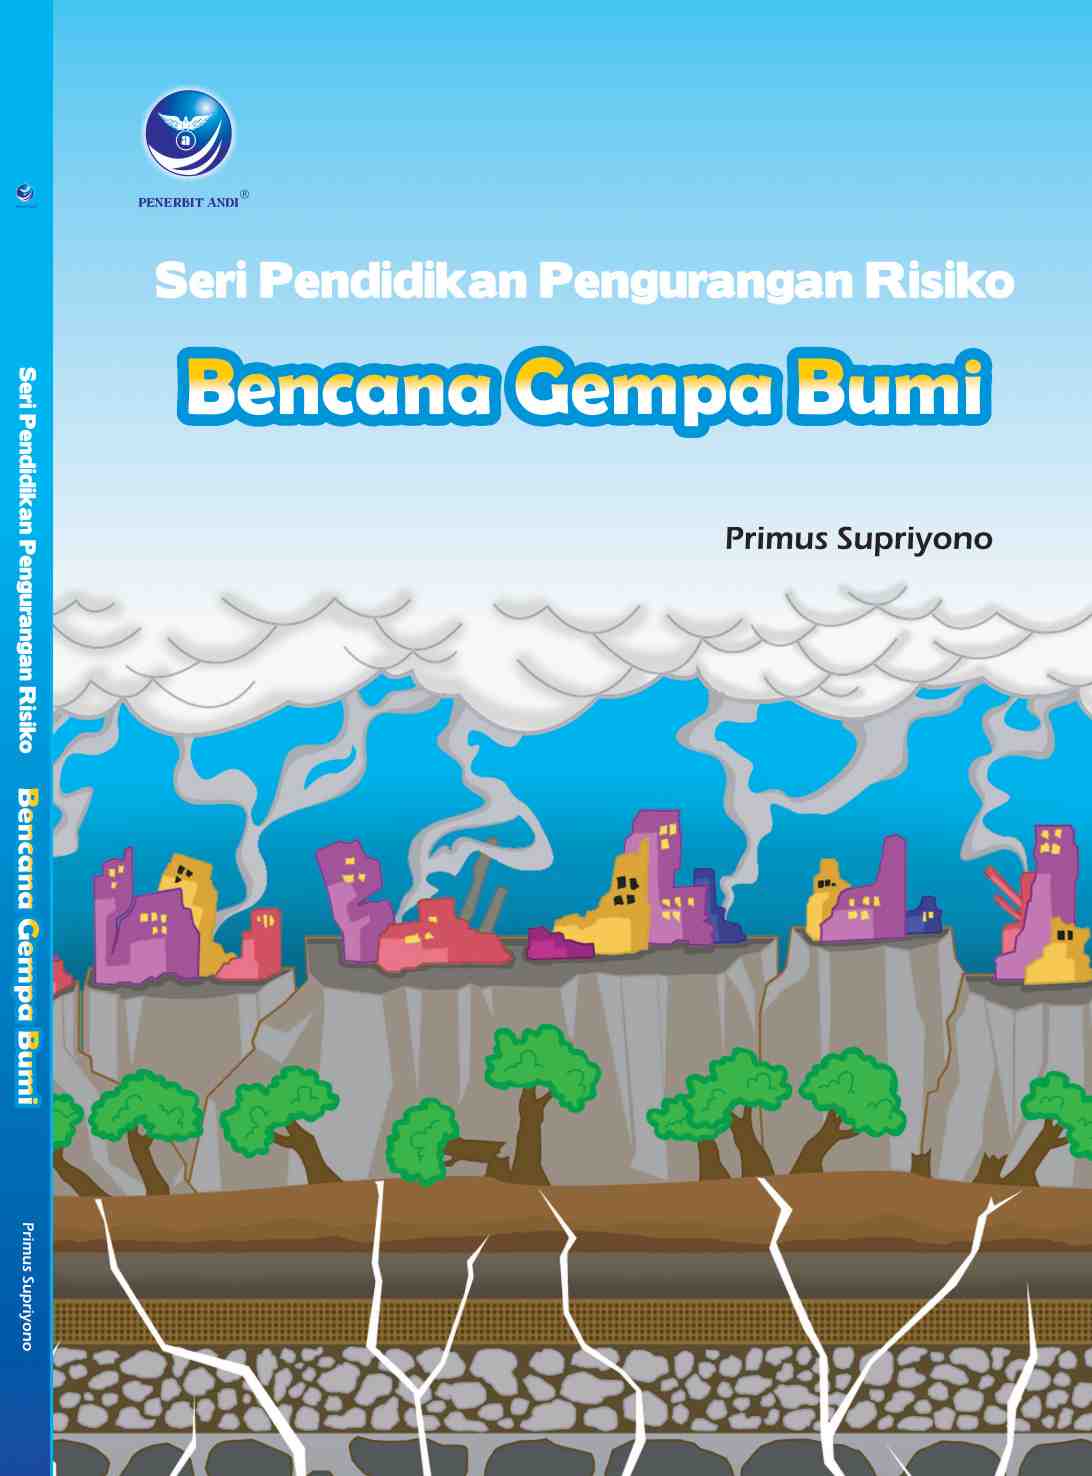 PENERBIT ANDI®
Seri Pendidikan Pengurangan Risiko
Bencana Gempa Bumi
Primus Supriyono
Seri Pendidikan Pengurangan Risiko Bencana Gempa Bumi
Primus Supriyono